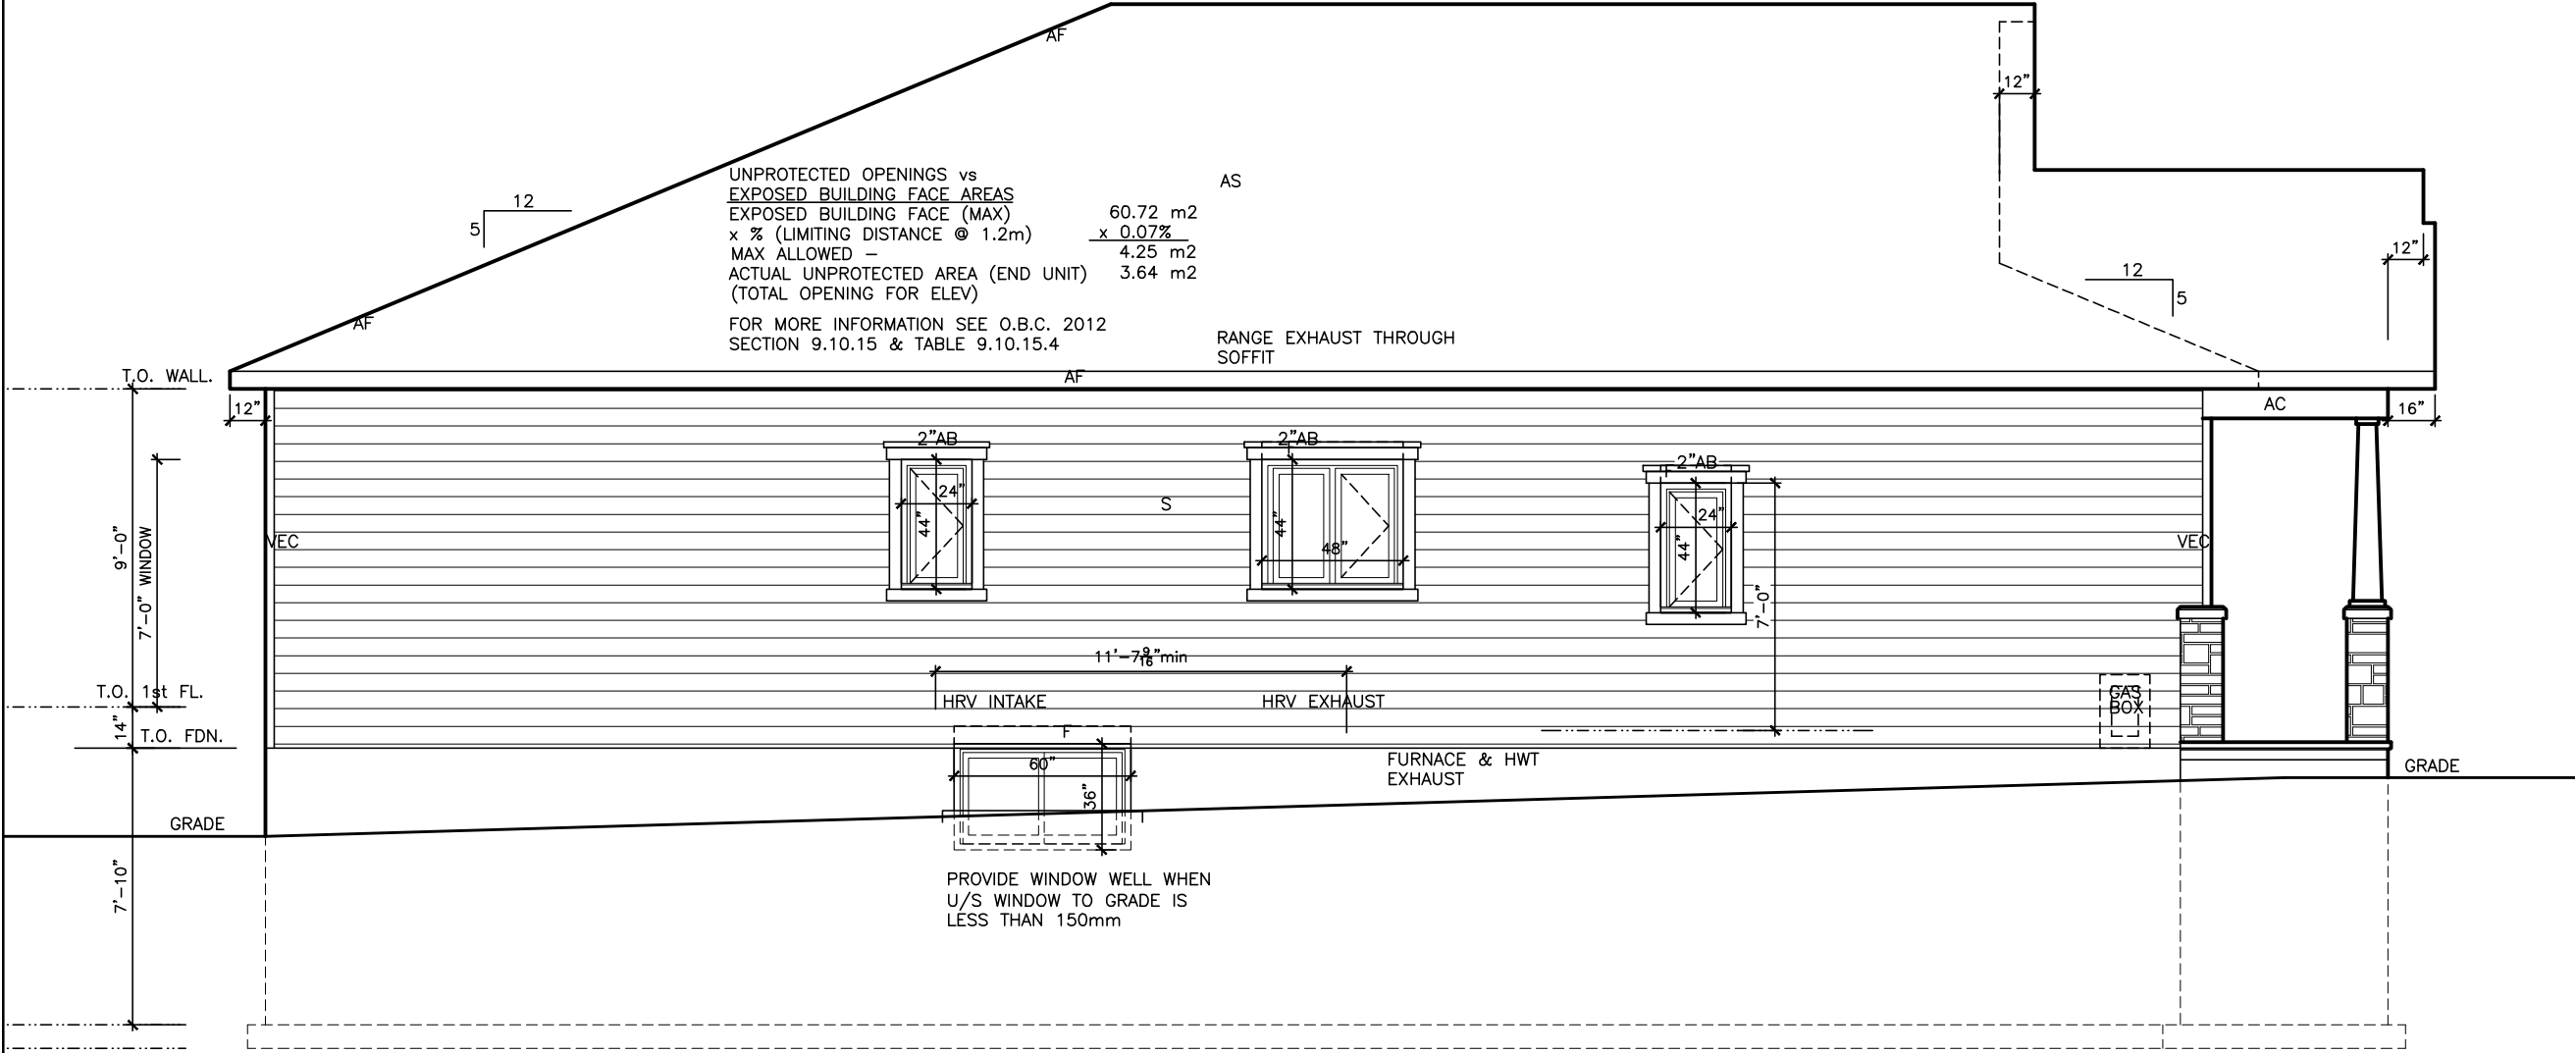 AF
12"
12
5
UNPROTECTED OPENINGS vs
EXPOSED BUILDING FACE AREAS
EXPOSED BUILDING FACE (MAX) 60.72 m2
x % (LIMITING DISTANCE @ 1.2m) x 0.07%
MAX ALLOWED - 4.25 m2
ACTUAL UNPROTECTED AREA (END UNIT) 3.64 m2
(TOTAL OPENING FOR ELEV)
FOR MORE INFORMATION SEE O.B.C. 2012
SECTION 9.10.15 & TABLE 9.10.15.4
AS
12"
12
5
AF
RANGE EXHAUST THROUGH
SOFFIT
T.O. WALL.
AF
12"
AC
16"
2"AB
2"AB
2"AB
F
24"
44"
S
44"
48"
24"
44"
VEC
VEC
9'-0"
7'-0" WINDOW
7'-0"
11'-7 9/16"min
T.O. 1st FL.
HRV INTAKE
HRV EXHAUST
GAS
BOX
14"
T.O. FDN.
F
60"
36"
FURNACE & HWT
EXHAUST
GRADE
GRADE
7'-10"
PROVIDE WINDOW WELL WHEN
U/S WINDOW TO GRADE IS
LESS THAN 150mm